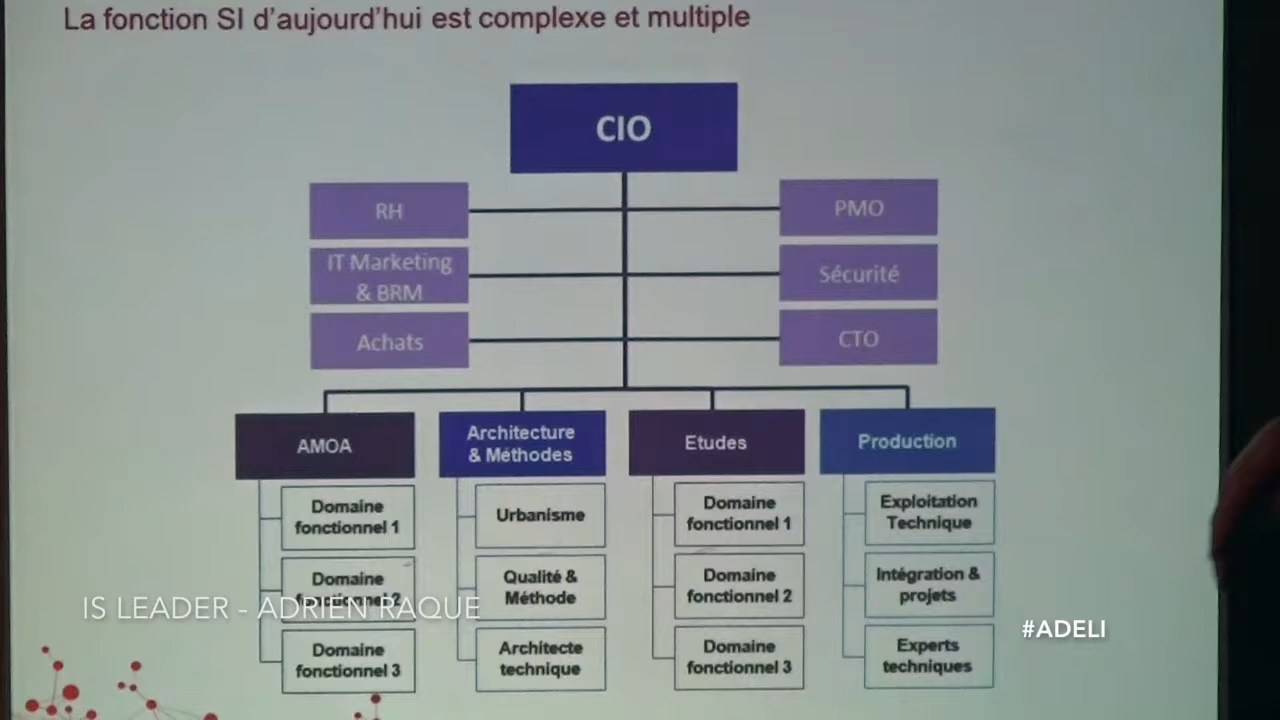 La fonction SI d'aujourd'hui est complexe et multiple
CIO
RH
PMO
IT Marketing
& BRM
Sécurité
Achats
CTO
AMOA
Architecture
& Méthodes
Etudes
Production
Domaine
fonctionnel 1
Urbanisme
Domaine
fonctionnel 1
Exploitation
Technique
Domaine
fonctionnel 2
Qualité &
Méthode
Domaine
fonctionnel 2
Intégration &
projets
Domaine
fonctionnel 3
Architecte
technique
Domaine
fonctionnel 3
Experts
techniques
IS LEADER - ADRIEN RAQUE
#ADELI